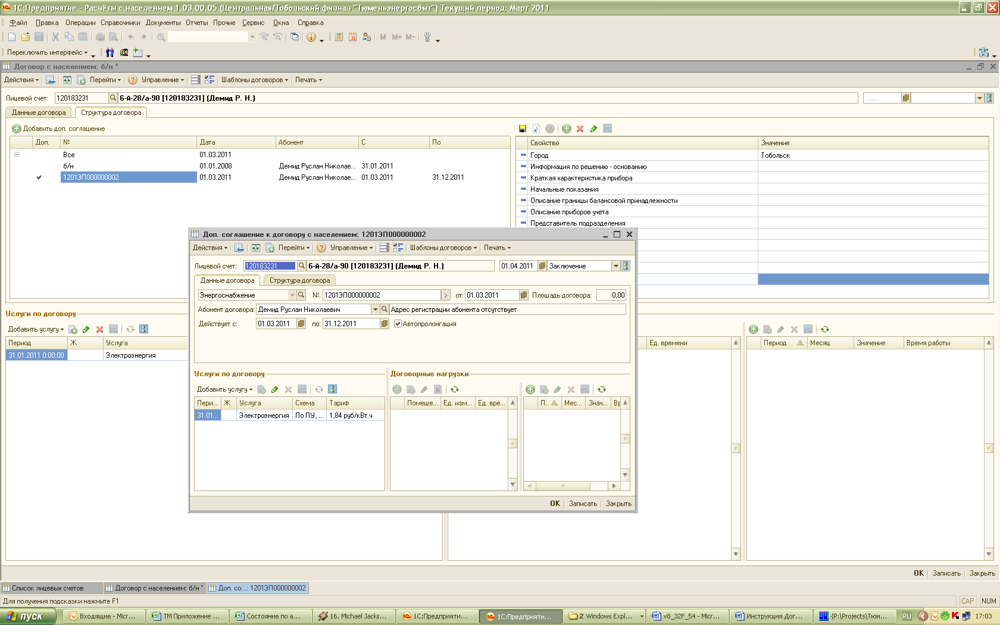 1С:Предприятие - Расчёты с населением 1.03.00.05 (Центральная/Тобольский филиал "Тюменьэнергосбыт") Текущий период: Март 2011
Файл Правка Операции Справочники Документы Отчеты Прочие Сервис Окна Справка
M M+ M-
Переключить интерфейс
Договор с населением: б/н *
Действия Перейти Управление Шаблоны договоров Печать
Лицевой счет: 120183231 6-й-28/а-90 [120183231] (Демид Р. Н.) . .
Данные договора Структура договора
Добавить доп. соглашение
Доп. № Дата Абонент С По
Все 01.03.2011
б/н 01.01.2008 Демид Руслан Николае... 31.01.2011
1201ЭП000000002 01.03.2011 Демид Руслан Николае... 01.03.2011 31.12.2011
Свойство Значение
Город Тобольск
Информация по решению - основанию
Краткая характеристика прибора
Начальные показания
Описание границы балансовой принадлежности
Описание приборов учета
Представитель подразделения
Услуги по договору
Добавить услугу
Период Ж Услуга
31.01.2011 0:00:00 Электроэнергия
Ед. времени
Период Месяц Значение Время работы
Доп. соглашение к договору с населением: 1201ЭП000000002
Действия Перейти Управление Шаблоны договоров Печать
Лицевой счет: 120183231 6-й-28/а-90 [120183231] (Демид Р. Н.) 01.04.2011 Заключение
Данные договора Структура договора
Энергоснабжение №: 1201ЭП000000002 от: 01.03.2011 Площадь договора: 0,00
Абонент договора: Демид Руслан Николаевич Адрес регистрации абонента отсутствует
Действует с: 01.03.2011 по: 31.12.2011 Автопролонгация
Услуги по договору Договорные нагрузки
Добавить услугу
Пери... Ж Услуга Схема Тариф
31.01... Электроэнергия По ПУ, ... 1,84 руб/кВт.ч
Помеще... Ед. изм... Ед. вре...
П.. Мес... Знач... Вр
OK Записать Закрыть
OK Записать Закрыть
Список лицевых счетов Договор с населением: б/н * Доп. со...: 1201ЭП000000002
Для получения подсказки нажмите F1 CAP NUM
пуск Входящие - Micr... ТМ Приложение ... Состояние по а... 16. Michael Jacks... 1С:Предприяти... 1С:Предприяти... 2 Windows Expl... v8_32F_54 - Micr... Инструкция Дог... {P:\Projects\Тюм... RU 17:03